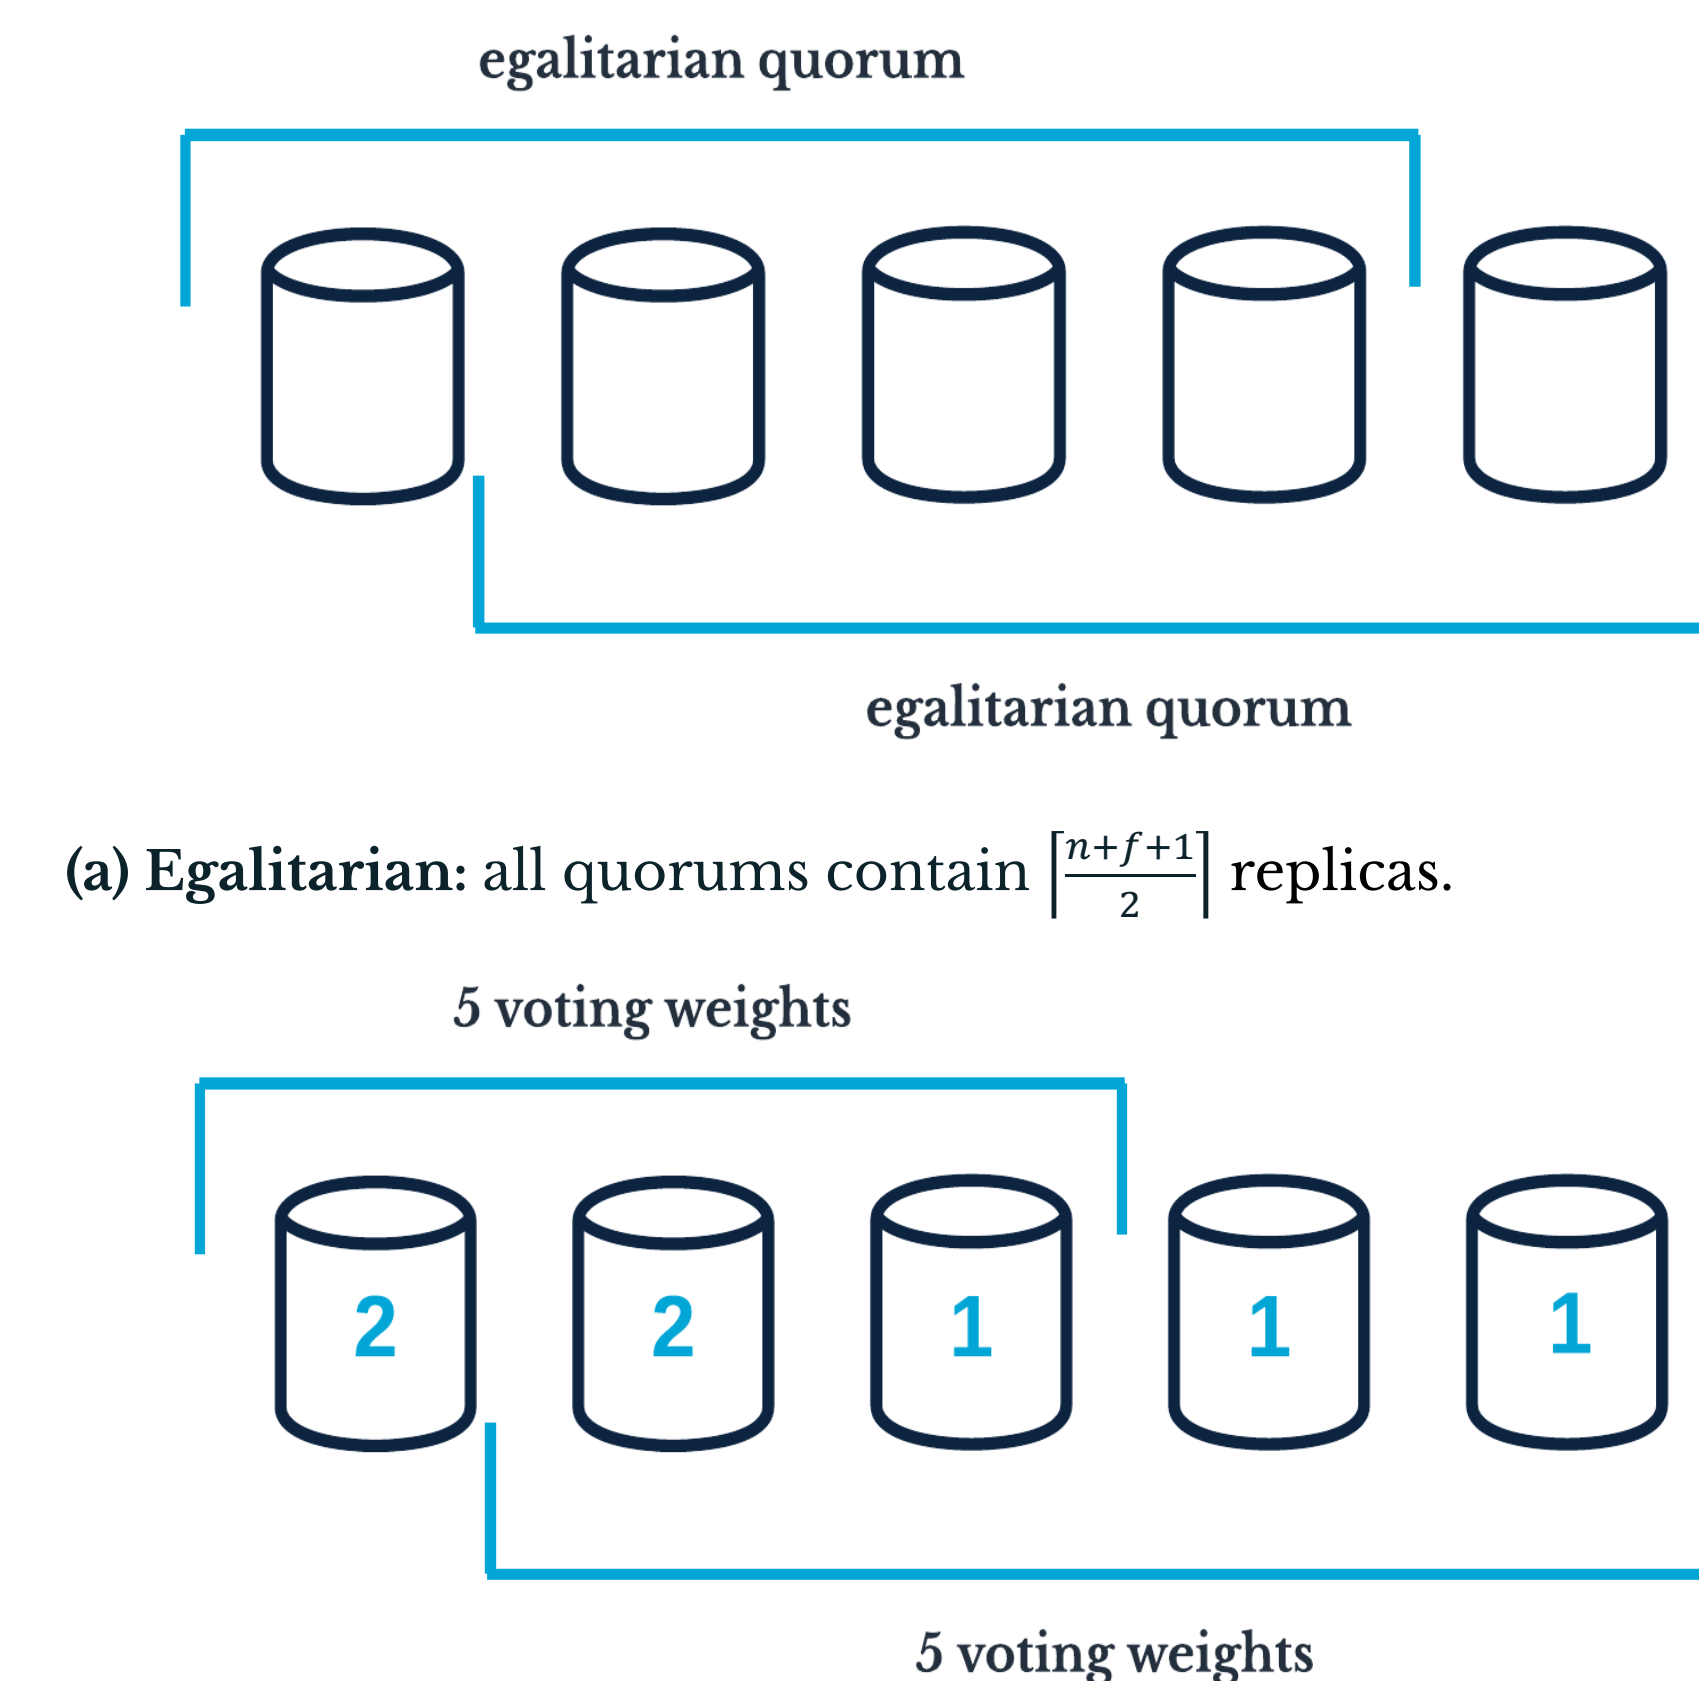 egalitarian quorum
egalitarian quorum
(a) Egalitarian: all quorums contain ⌈(n+f+1)/2⌉ replicas.
5 voting weights
2 2 1 1 1
5 voting weights